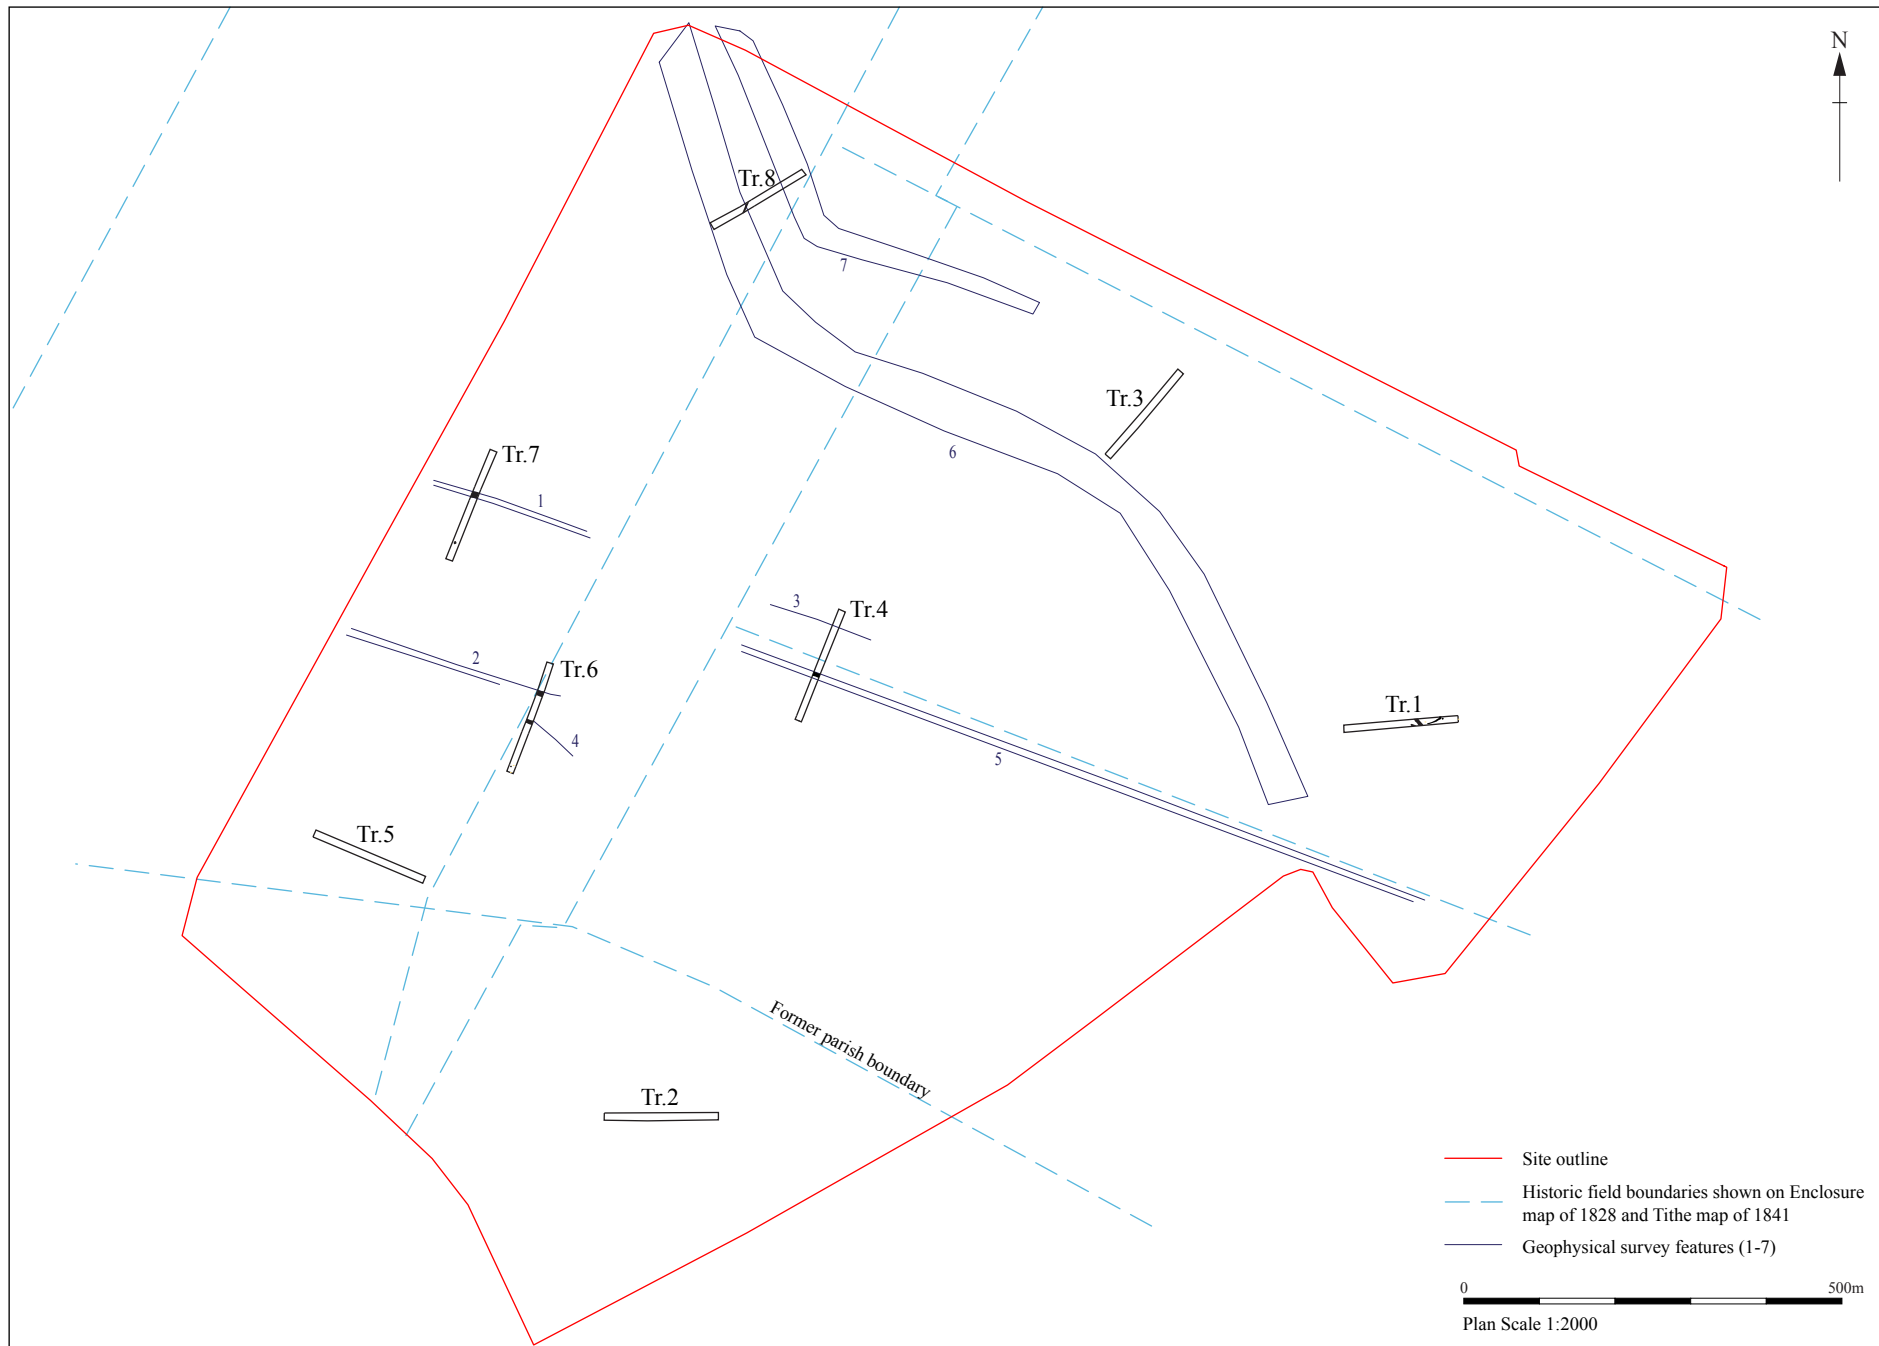 N
Tr.8
7
Tr.3
6
Tr.7
1
3
Tr.4
2
Tr.6
4
5
Tr.1
Tr.5
Former parish boundary
Tr.2
Site outline
Historic field boundaries shown on Enclosure
map of 1828 and Tithe map of 1841
Geophysical survey features (1-7)
0 500m
Plan Scale 1:2000